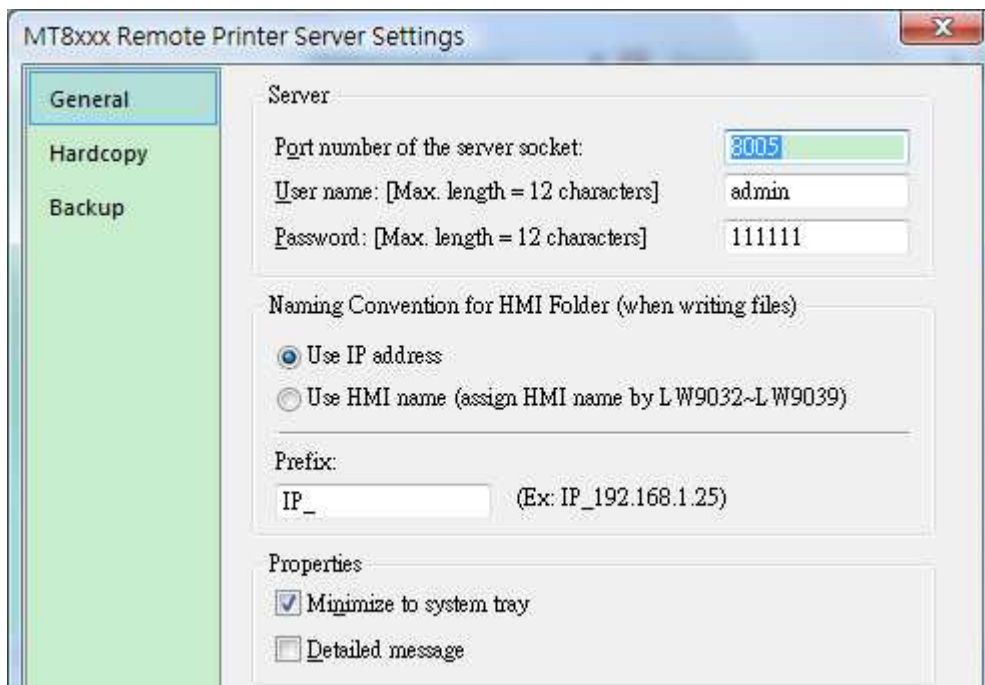 MT8xxx Remote Printer Server Settings
General
Hardcopy
Backup
Server
Port number of the server socket:
8005
User name: [Max. length = 12 characters]
admin
Password: [Max. length = 12 characters]
111111
Naming Convention for HMI Folder (when writing files)
Use IP address
Use HMI name (assign HMI name by LW9032~LW9039)
Prefix:
IP_
(Ex: IP_192.168.1.25)
Properties
Minimize to system tray
Detailed message